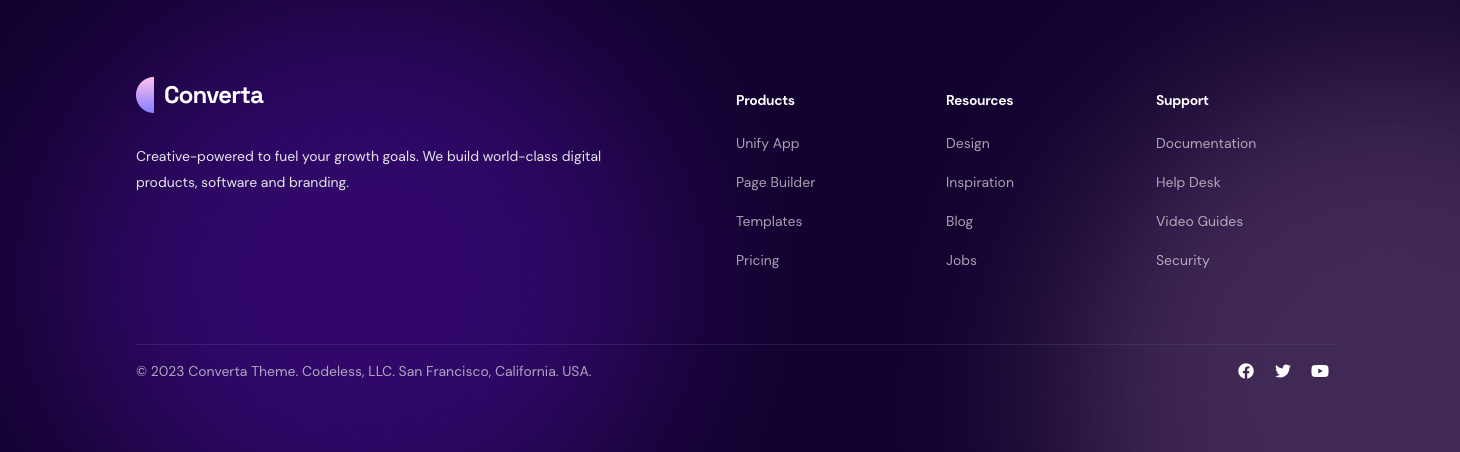 Converta
Creative-powered to fuel your growth goals. We build world-class digital
products, software and branding.
Products
Unify App
Page Builder
Templates
Pricing
Resources
Design
Inspiration
Blog
Jobs
Support
Documentation
Help Desk
Video Guides
Security
© 2023 Converta Theme. Codeless, LLC. San Francisco, California. USA.